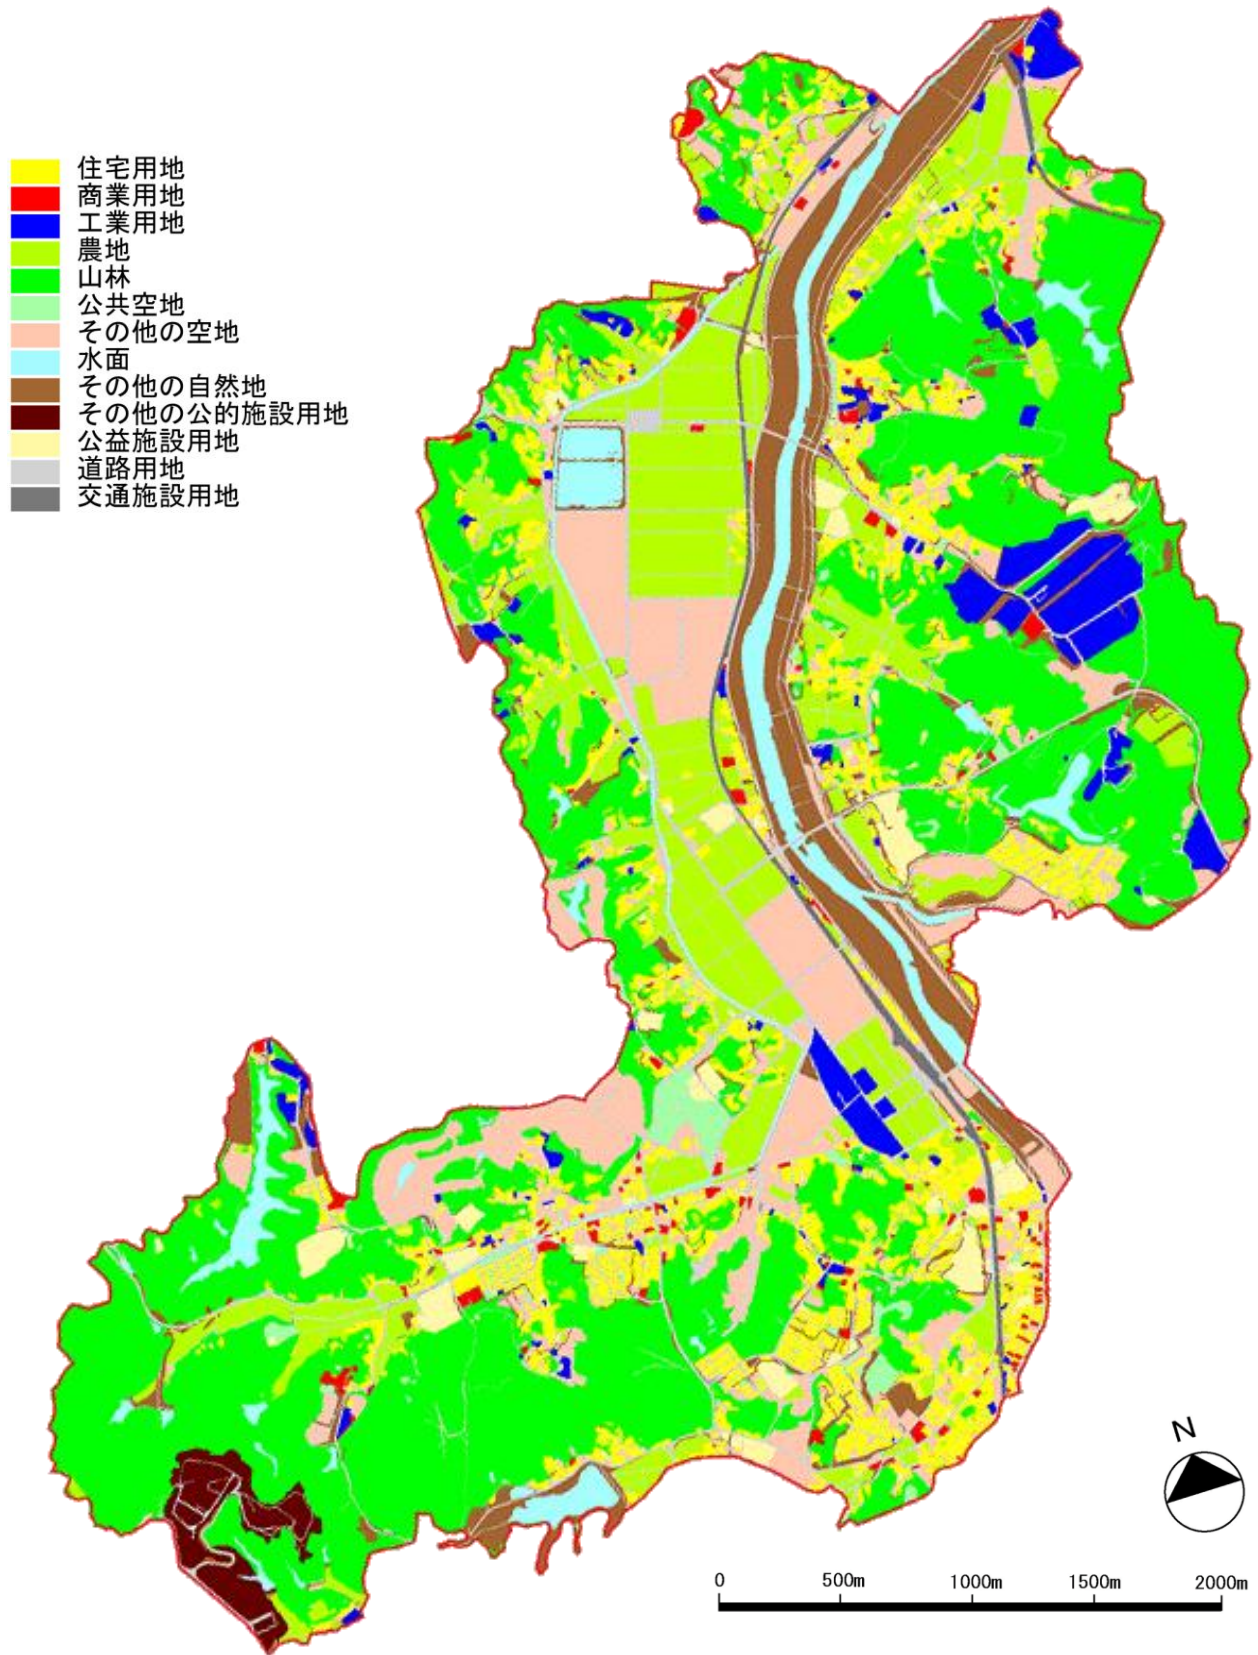 住宅用地
商業用地
工業用地
農地
山林
公共空地
その他の空地
水面
その他の自然地
その他の公的施設用地
公益施設用地
道路用地
交通施設用地
N
0 500m 1000m 1500m 2000m